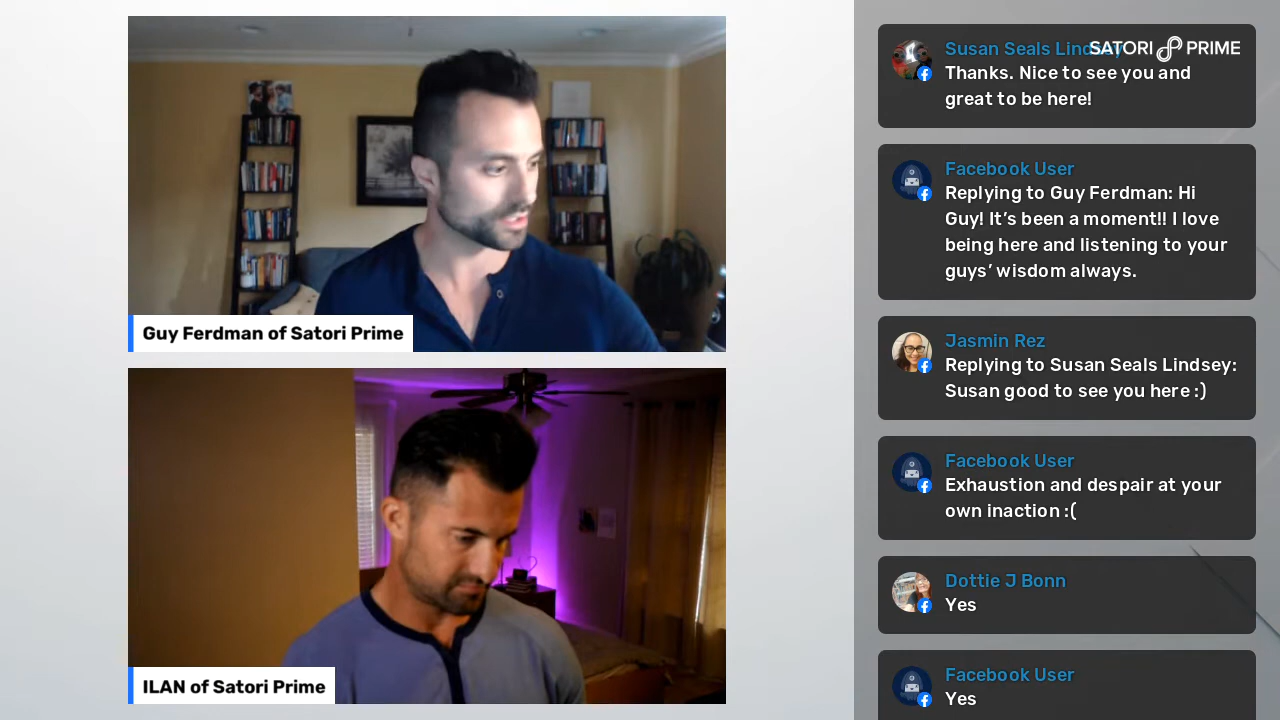 Guy Ferdman of Satori Prime
ILAN of Satori Prime
SATORI PRIME
Susan Seals Lindsey
Thanks. Nice to see you and
great to be here!
Facebook User
Replying to Guy Ferdman: Hi
Guy! It’s been a moment!! I love
being here and listening to your
guys’ wisdom always.
Jasmin Rez
Replying to Susan Seals Lindsey:
Susan good to see you here :)
Facebook User
Exhaustion and despair at your
own inaction :(
Dottie J Bonn
Yes
Facebook User
Yes